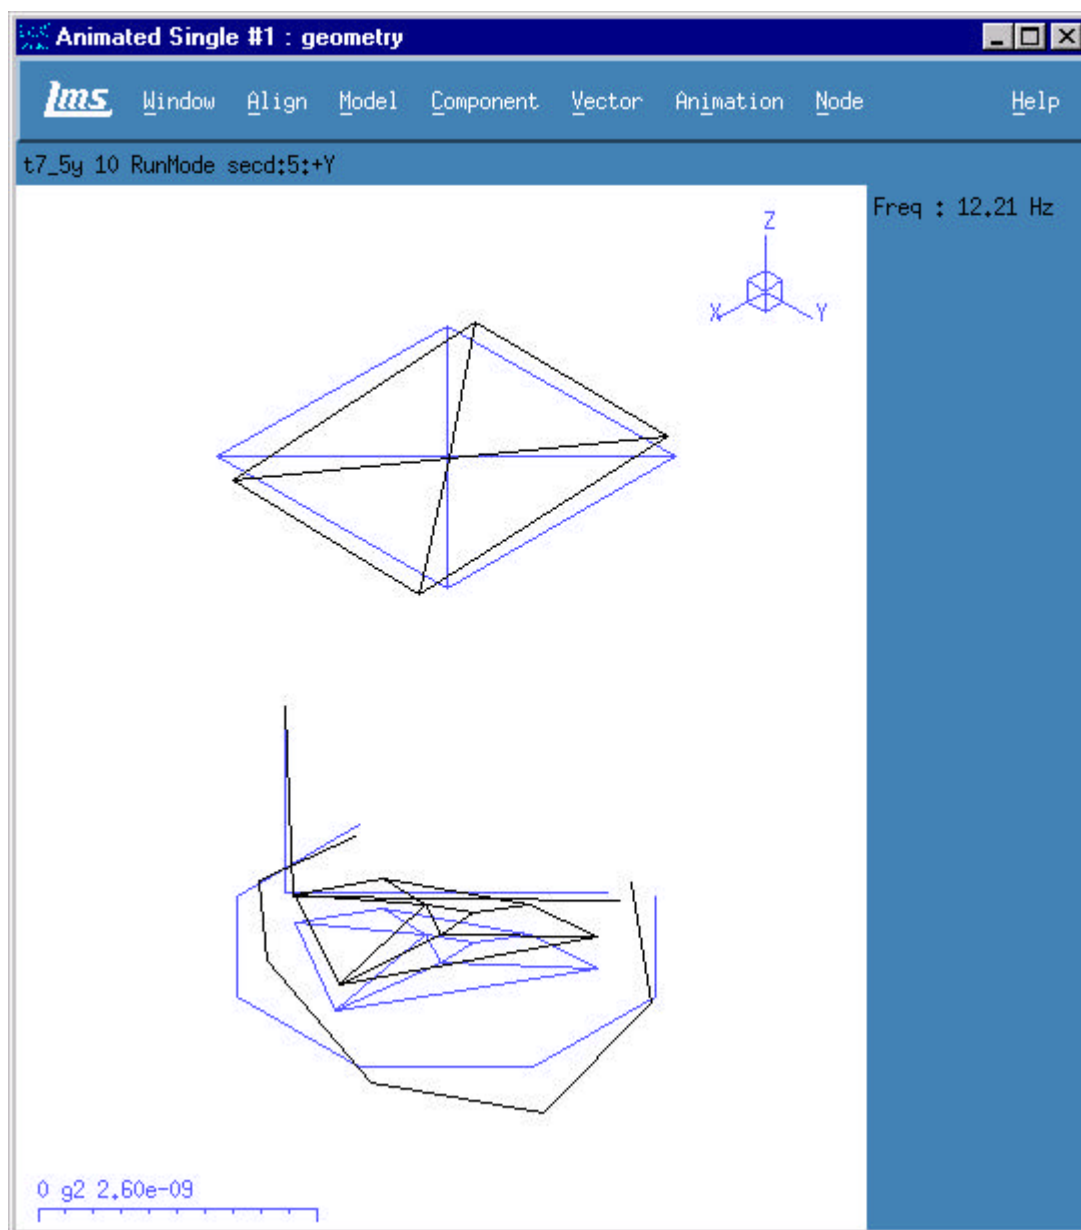 Animated Single #1 : geometry
lms Window Align Model Component Vector Animation Node Help
t7_5y 10 RunMode secd:5:+Y
Freq : 12.21 Hz
Z
X Y
0 g2 2.60e-09